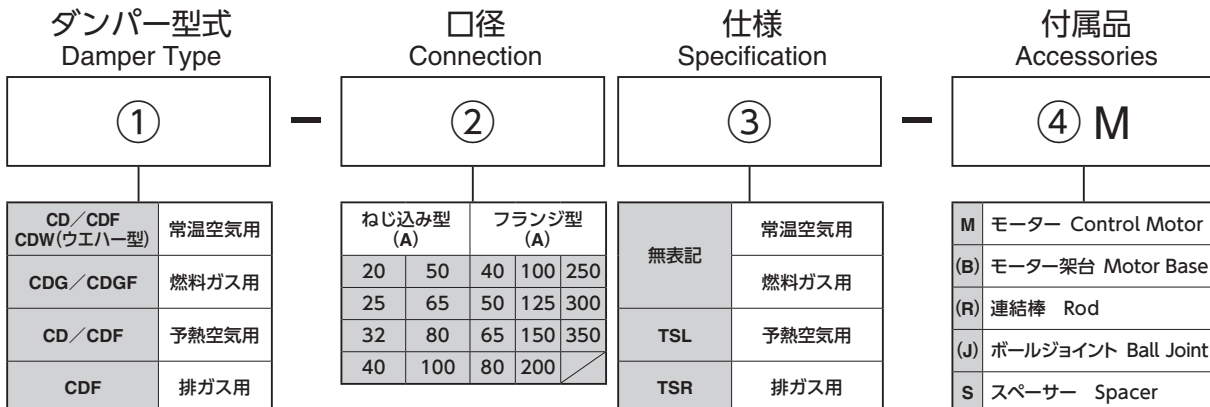 ダンパー型式
Damper Type
① 
－
口径
Connection
②
仕様
Specification
③
－
付属品
Accessories
④ M
CD／CDF
CDW(ウエハー型)
常温空気用
CDG／CDGF
燃料ガス用
CD／CDF
予熱空気用
CDF
排ガス用
ねじ込み型
(A)
フランジ型
(A)
20 50 40 100 250
25 65 50 125 300
32 80 65 150 350
40 100 80 200
無表記
常温空気用
燃料ガス用
TSL
予熱空気用
TSR
排ガス用
M モーター Control Motor
(B) モーター架台 Motor Base
(R) 連結棒 Rod
(J) ボールジョイント Ball Joint
S スペーサー Spacer